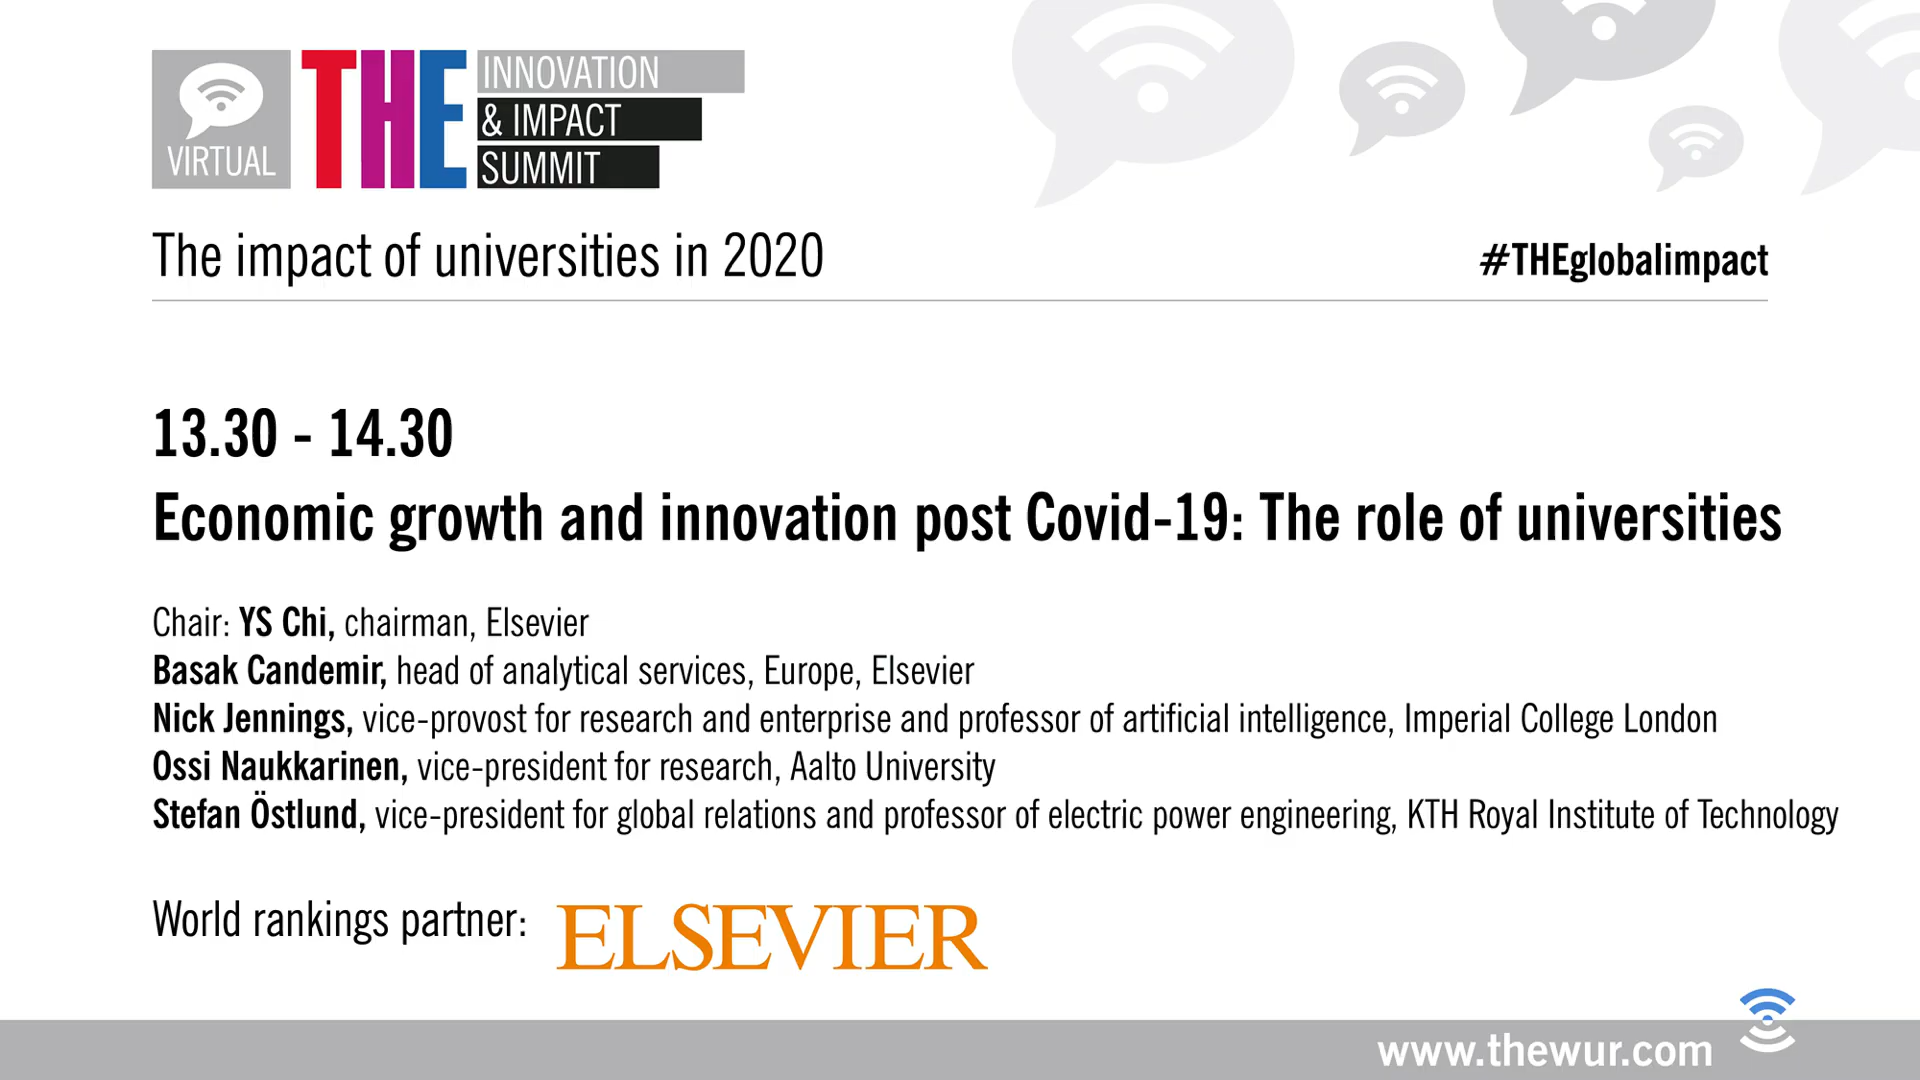 VIRTUAL
THE
INNOVATION
& IMPACT
SUMMIT
The impact of universities in 2020
#THEglobalimpact
13.30 - 14.30
Economic growth and innovation post Covid-19: The role of universities
Chair: YS Chi, chairman, Elsevier
Basak Candemir, head of analytical services, Europe, Elsevier
Nick Jennings, vice-provost for research and enterprise and professor of artificial intelligence, Imperial College London
Ossi Naukkarinen, vice-president for research, Aalto University
Stefan Östlund, vice-president for global relations and professor of electric power engineering, KTH Royal Institute of Technology
World rankings partner: ELSEVIER
www.thewur.com